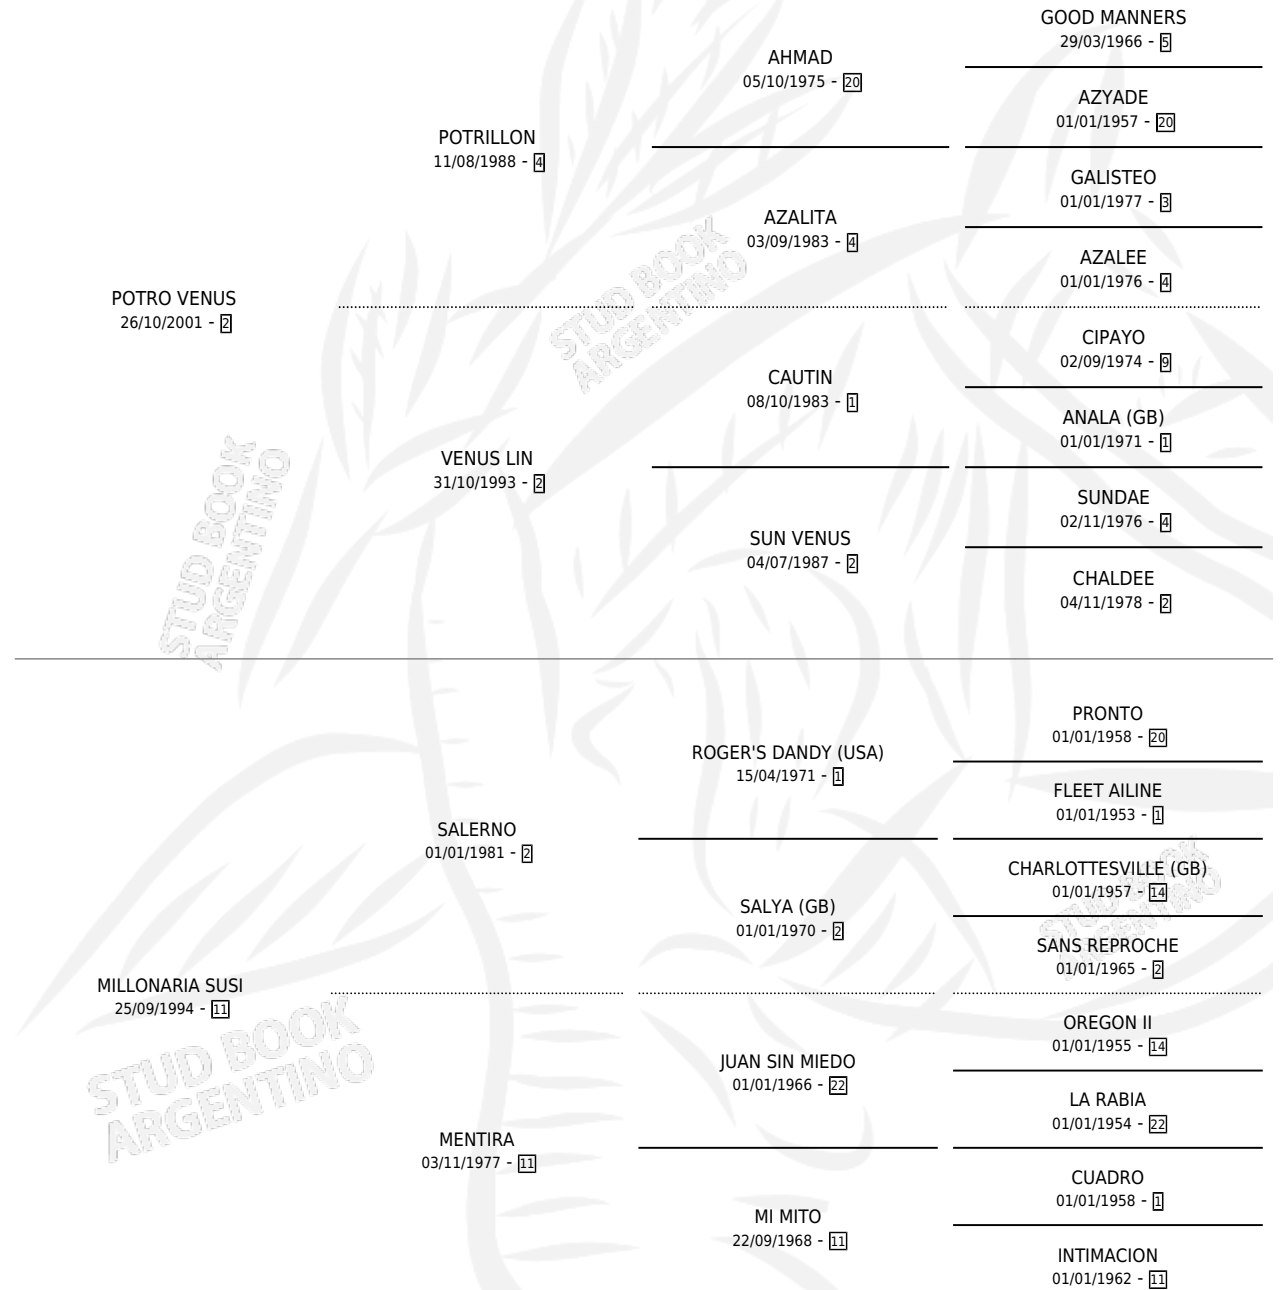 GOOD MANNERS
29/03/1966 - 5
AHMAD
05/10/1975 - 20
AZYADE
01/01/1957 - 20
POTRILLON
11/08/1988 - 4
GALISTEO
01/01/1977 - 3
AZALITA
03/09/1983 - 4
AZALEE
01/01/1976 - 4
POTRO VENUS
26/10/2001 - 2
CIPAYO
02/09/1974 - 9
CAUTIN
08/10/1983 - 1
ANALA (GB)
01/01/1971 - 1
VENUS LIN
31/10/1993 - 2
SUNDAE
02/11/1976 - 4
SUN VENUS
04/07/1987 - 2
CHALDEE
04/11/1978 - 2
PRONTO
01/01/1958 - 20
ROGER'S DANDY (USA)
15/04/1971 - 1
FLEET AILINE
01/01/1953 - 1
SALERNO
01/01/1981 - 2
CHARLOTTESVILLE (GB)
01/01/1957 - 14
SALYA (GB)
01/01/1970 - 2
SANS REPROCHE
01/01/1965 - 2
MILLONARIA SUSI
25/09/1994 - 11
OREGON II
01/01/1955 - 14
JUAN SIN MIEDO
01/01/1966 - 22
LA RABIA
01/01/1954 - 22
MENTIRA
03/11/1977 - 11
CUADRO
01/01/1958 - 1
MI MITO
22/09/1968 - 11
INTIMACION
01/01/1962 - 11
STUD BOOK
ARGENTINO
STUD BOOK
ARGENTINO
STUD BOOK
ARGENTINO
STUD BOOK
ARGENTINO